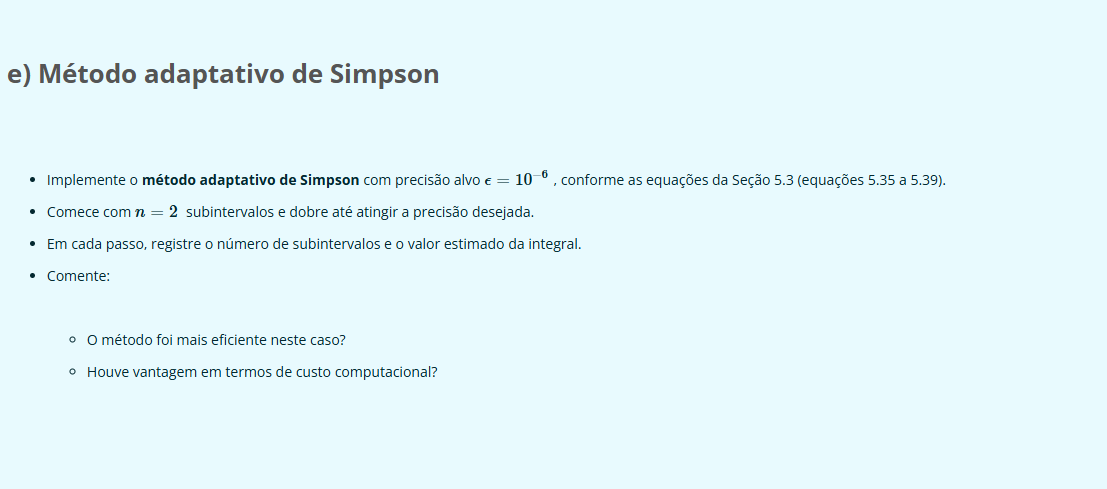 e) Método adaptativo de Simpson
• Implemente o método adaptativo de Simpson com precisão alvo ϵ = 10⁻⁶ , conforme as equações da Seção 5.3 (equações 5.35 a 5.39).
• Comece com n = 2 subintervalos e dobre até atingir a precisão desejada.
• Em cada passo, registre o número de subintervalos e o valor estimado da integral.
• Comente:
◦ O método foi mais eficiente neste caso?
◦ Houve vantagem em termos de custo computacional?